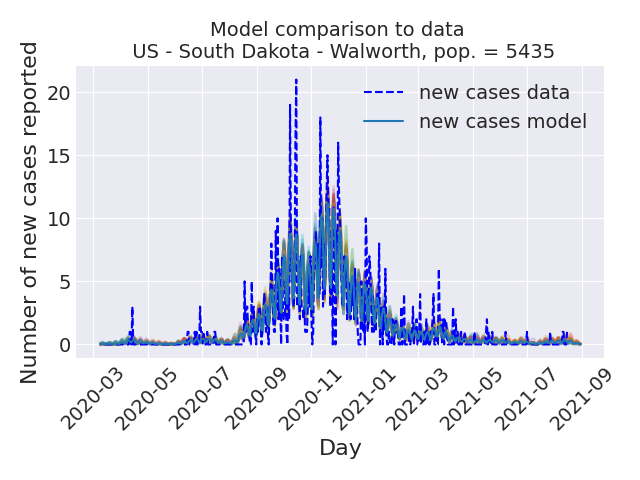 Model comparison to data
US - South Dakota - Walworth, pop. = 5435
Number of new cases reported
20
15
10
5
0
new cases data
new cases model
2020-03
2020-05
2020-07
2020-09
2020-11
2021-01
2021-03
2021-05
2021-07
2021-09
Day